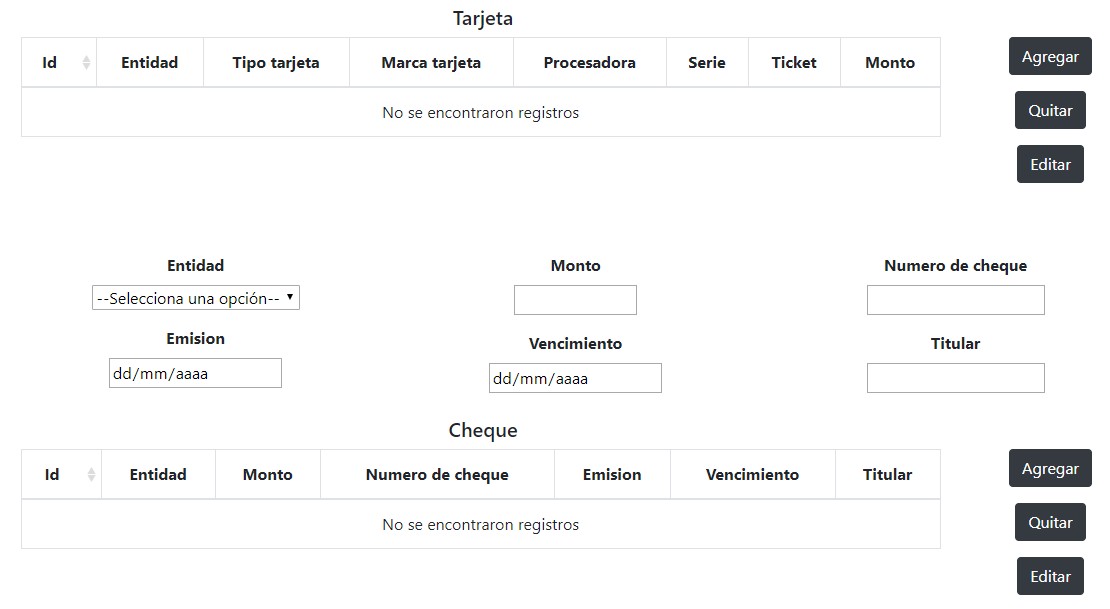 Tarjeta
Id Entidad Tipo tarjeta Marca tarjeta Procesadora Serie Ticket Monto
No se encontraron registros
Agregar
Quitar
Editar
Entidad Monto Numero de cheque
--Selecciona una opción--
Emision Vencimiento Titular
dd/mm/aaaa dd/mm/aaaa
Cheque
Id Entidad Monto Numero de cheque Emision Vencimiento Titular
No se encontraron registros
Agregar
Quitar
Editar